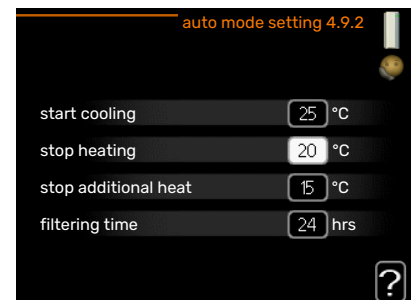 auto mode setting 4.9.2
start cooling 25 °C
stop heating 20 °C
stop additional heat 15 °C
filtering time 24 hrs
?